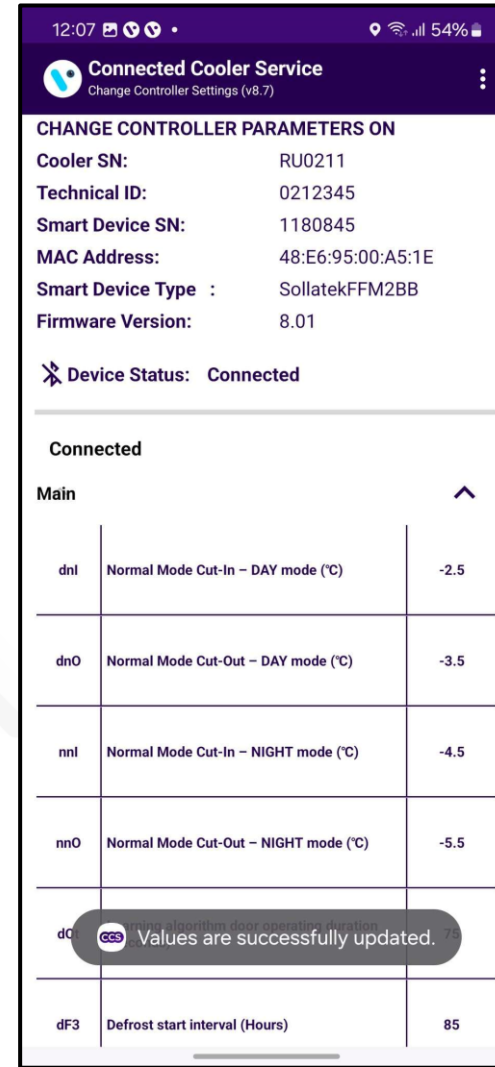 12:07 54%
Connected Cooler Service
Change Controller Settings (v8.7)
CHANGE CONTROLLER PARAMETERS ON
Cooler SN: RU0211
Technical ID: 0212345
Smart Device SN: 1180845
MAC Address: 48:E6:95:00:A5:1E
Smart Device Type : SollatekFFM2BB
Firmware Version: 8.01
Device Status: Connected
Connected
Main
dnI Normal Mode Cut-In – DAY mode (°C) -2.5
dnO Normal Mode Cut-Out – DAY mode (°C) -3.5
nnI Normal Mode Cut-In – NIGHT mode (°C) -4.5
nnO Normal Mode Cut-Out – NIGHT mode (°C) -5.5
algorithm door operating duration
75
CCS Values are successfully updated.
dF3 Defrost start interval (Hours) 85